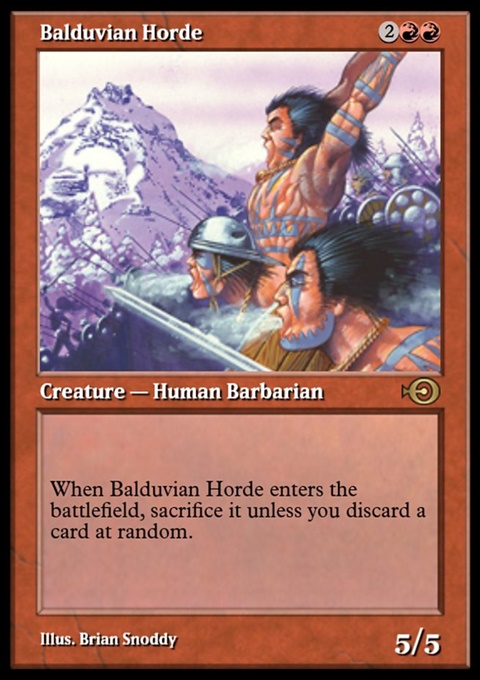 Balduvian Horde 2
Creature — Human Barbarian
When Balduvian Horde enters the
battlefield, sacrifice it unless you discard a
card at random.
Illus. Brian Snoddy
5/5